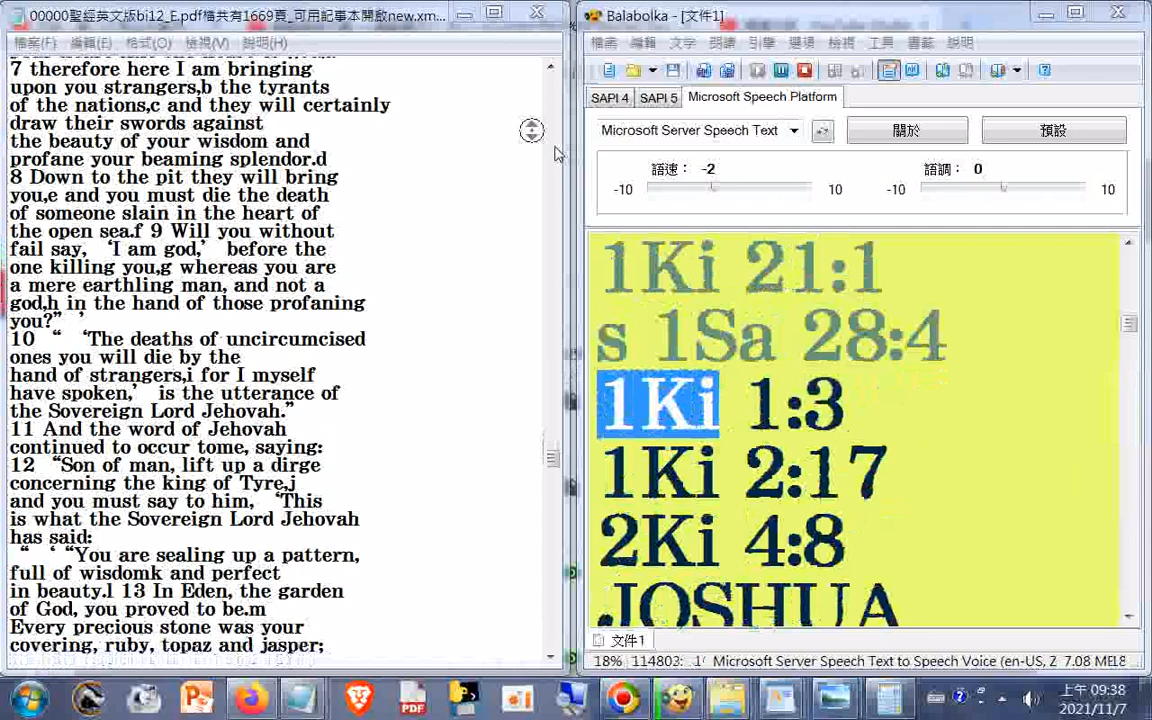 00000聖經英文版bi12_E.pdf檔共有1669頁_可用記事本開啟new.xm...
檔案(F) 編輯(E) 格式(O) 檢視(V) 說明(H)
7 therefore here I am bringing
upon you strangers,b the tyrants
of the nations,c and they will certainly
draw their swords against
the beauty of your wisdom and
profane your beaming splendor.d
8 Down to the pit they will bring
you,e and you must die the death
of someone slain in the heart of
the open sea.f 9 Will you without
fail say, ‘I am god,’ before the
one killing you,g whereas you are
a mere earthling man, and not a
god,h in the hand of those profaning
you?” ’
10 “ ‘The deaths of uncircumcised
ones you will die by the
hand of strangers,i for I myself
have spoken,’ is the utterance of
the Sovereign Lord Jehovah.”
11 And the word of Jehovah
continued to occur tome, saying:
12 “Son of man, lift up a dirge
concerning the king of Tyre,j
and you must say to him, ‘This
is what the Sovereign Lord Jehovah
has said:
“ ‘ “You are sealing up a pattern,
full of wisdomk and perfect
in beauty.l 13 In Eden, the garden
of God, you proved to be.m
Every precious stone was your
covering, ruby, topaz and jasper;
Balabolka - [文件1]
檔案 編輯 文字 朗讀 引擎 選項 檢視 工具 書籤 說明
SAPI 4 SAPI 5 Microsoft Speech Platform
Microsoft Server Speech Text 關於 預設
語速： -2 語調： 0
-10 10 -10 10
1Ki 21:1
s 1Sa 28:4
1Ki 1:3
1Ki 2:17
2Ki 4:8
JOSHUA
文件1
18% 114803: Microsoft Server Speech Text to Speech Voice (en-US, 2 7.08 MEL8
PDF
上午 09:38
2021/11/7